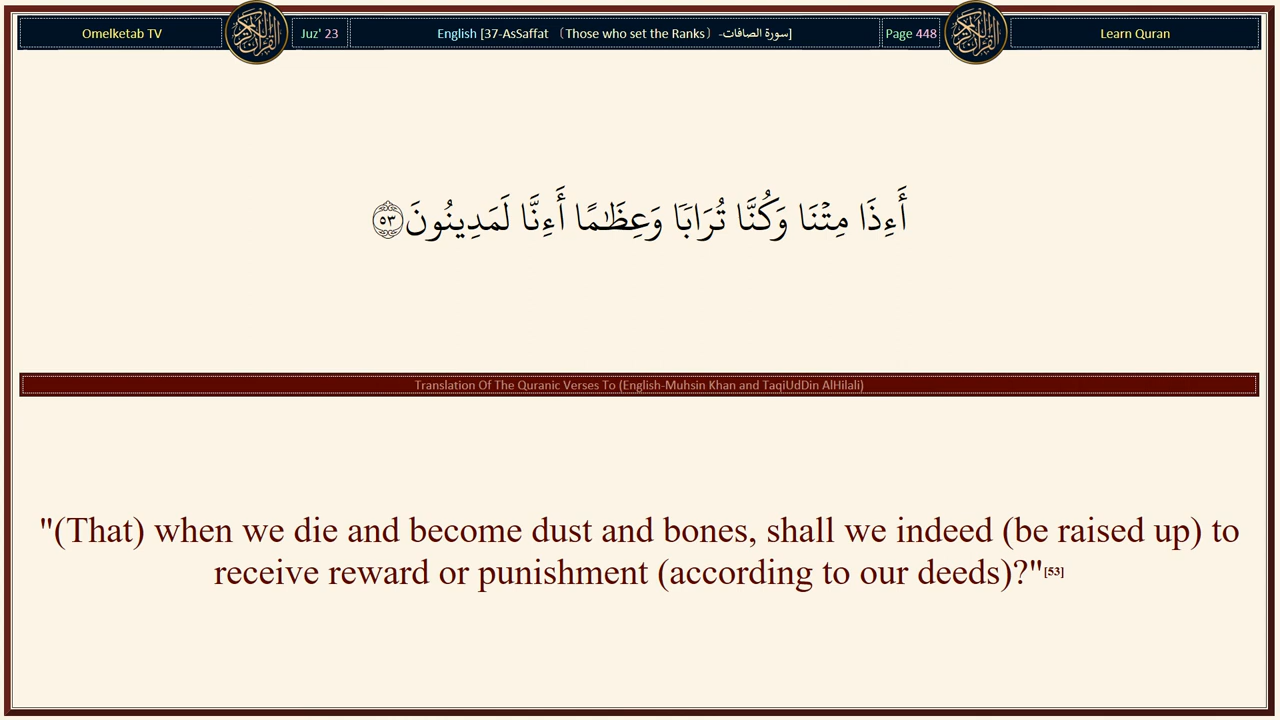 Omelketab TV
Juz' 23
English [37-AsSaffat 〔Those who set the Ranks〕 -سورة الصافات]
Page 448
Learn Quran
أَءِذَا مِتۡنَا وَكُنَّا تُرَابٗا وَعِظَٰمًا أَءِنَّا لَمَدِينُونَ ٥٣
Translation Of The Quranic Verses To (English-Muhsin Khan and TaqiUdDin AlHilali)
"(That) when we die and become dust and bones, shall we indeed (be raised up) to
receive reward or punishment (according to our deeds)?"[53]